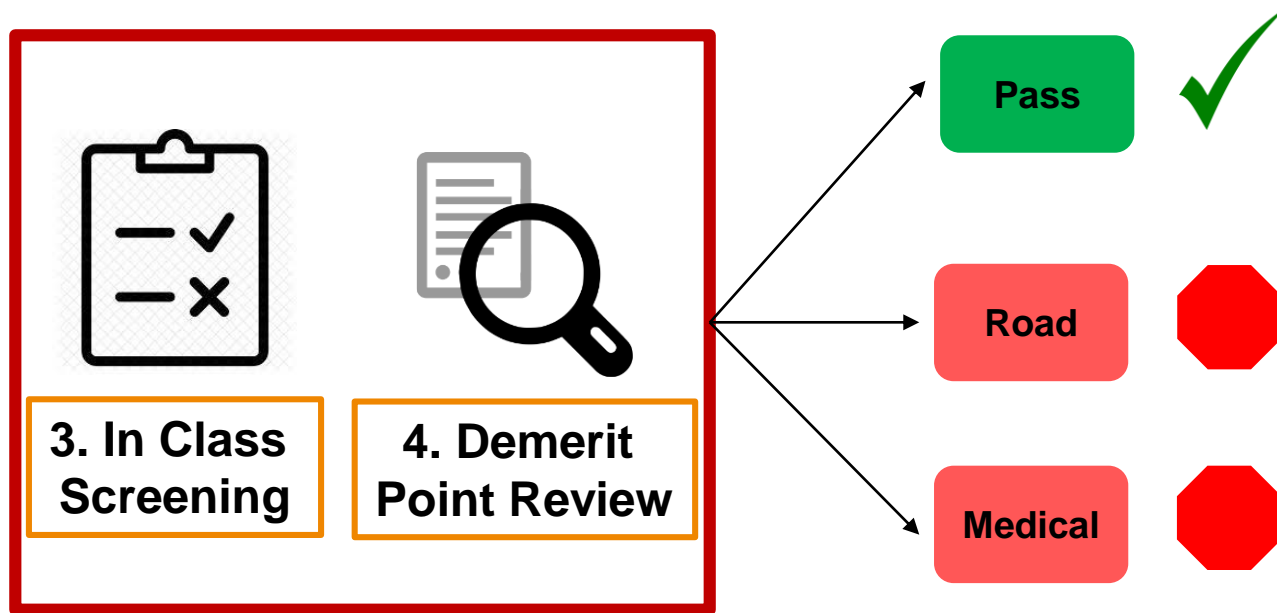 3. In Class
Screening
4. Demerit
Point Review
Pass
Road
Medical